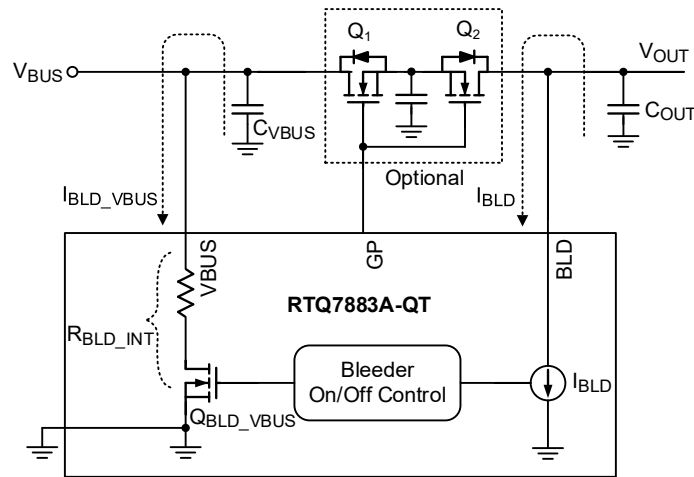 Q1
Q2
VBUS
VOUT
CVBUS
COUT
Optional
IBLD_VBUS
IBLD
VBUS
GP
BLD
RTQ7883A-QT
RBLD_INT
Bleeder
On/Off Control
IBLD
QBLD_VBUS